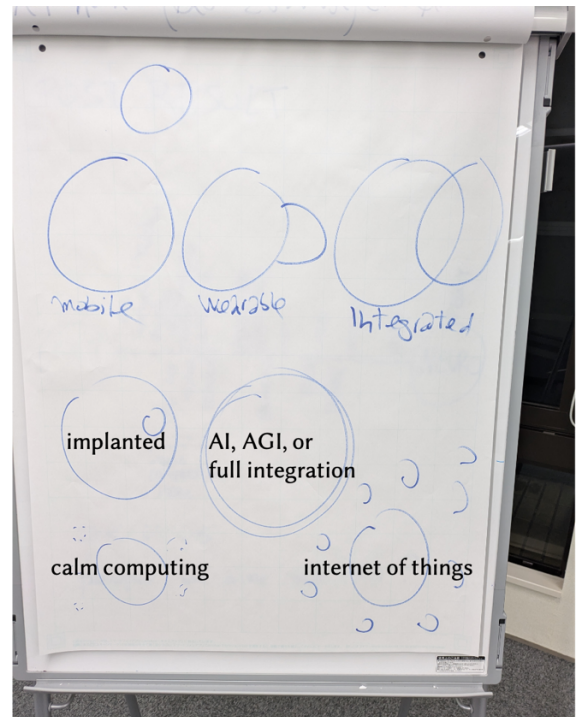 mobile
wearable
Integrated
implanted
AI, AGI, or
full integration
calm computing
internet of things